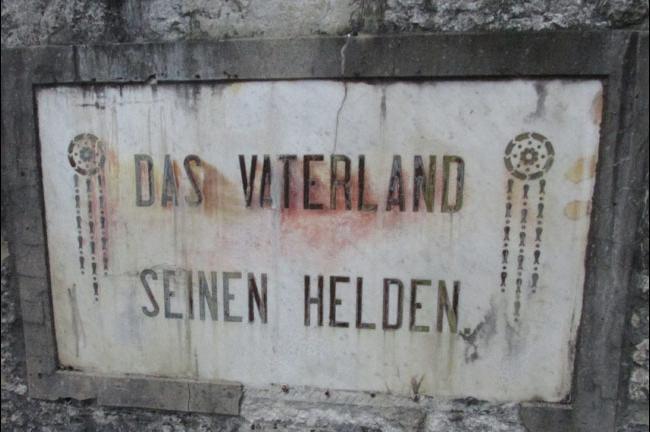 DAS VATERLAND
SEINEN HELDEN.